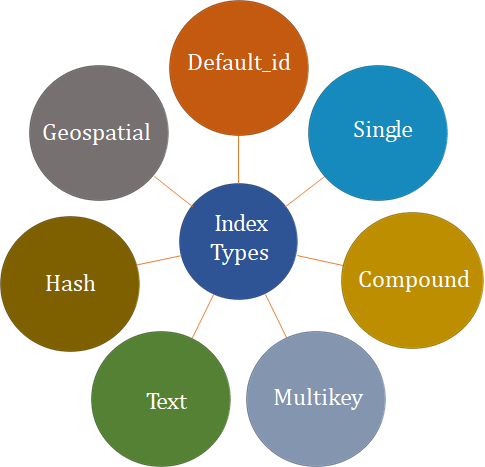 Default_id
Single
Compound
Multikey
Text
Hash
Geospatial
Index
Types